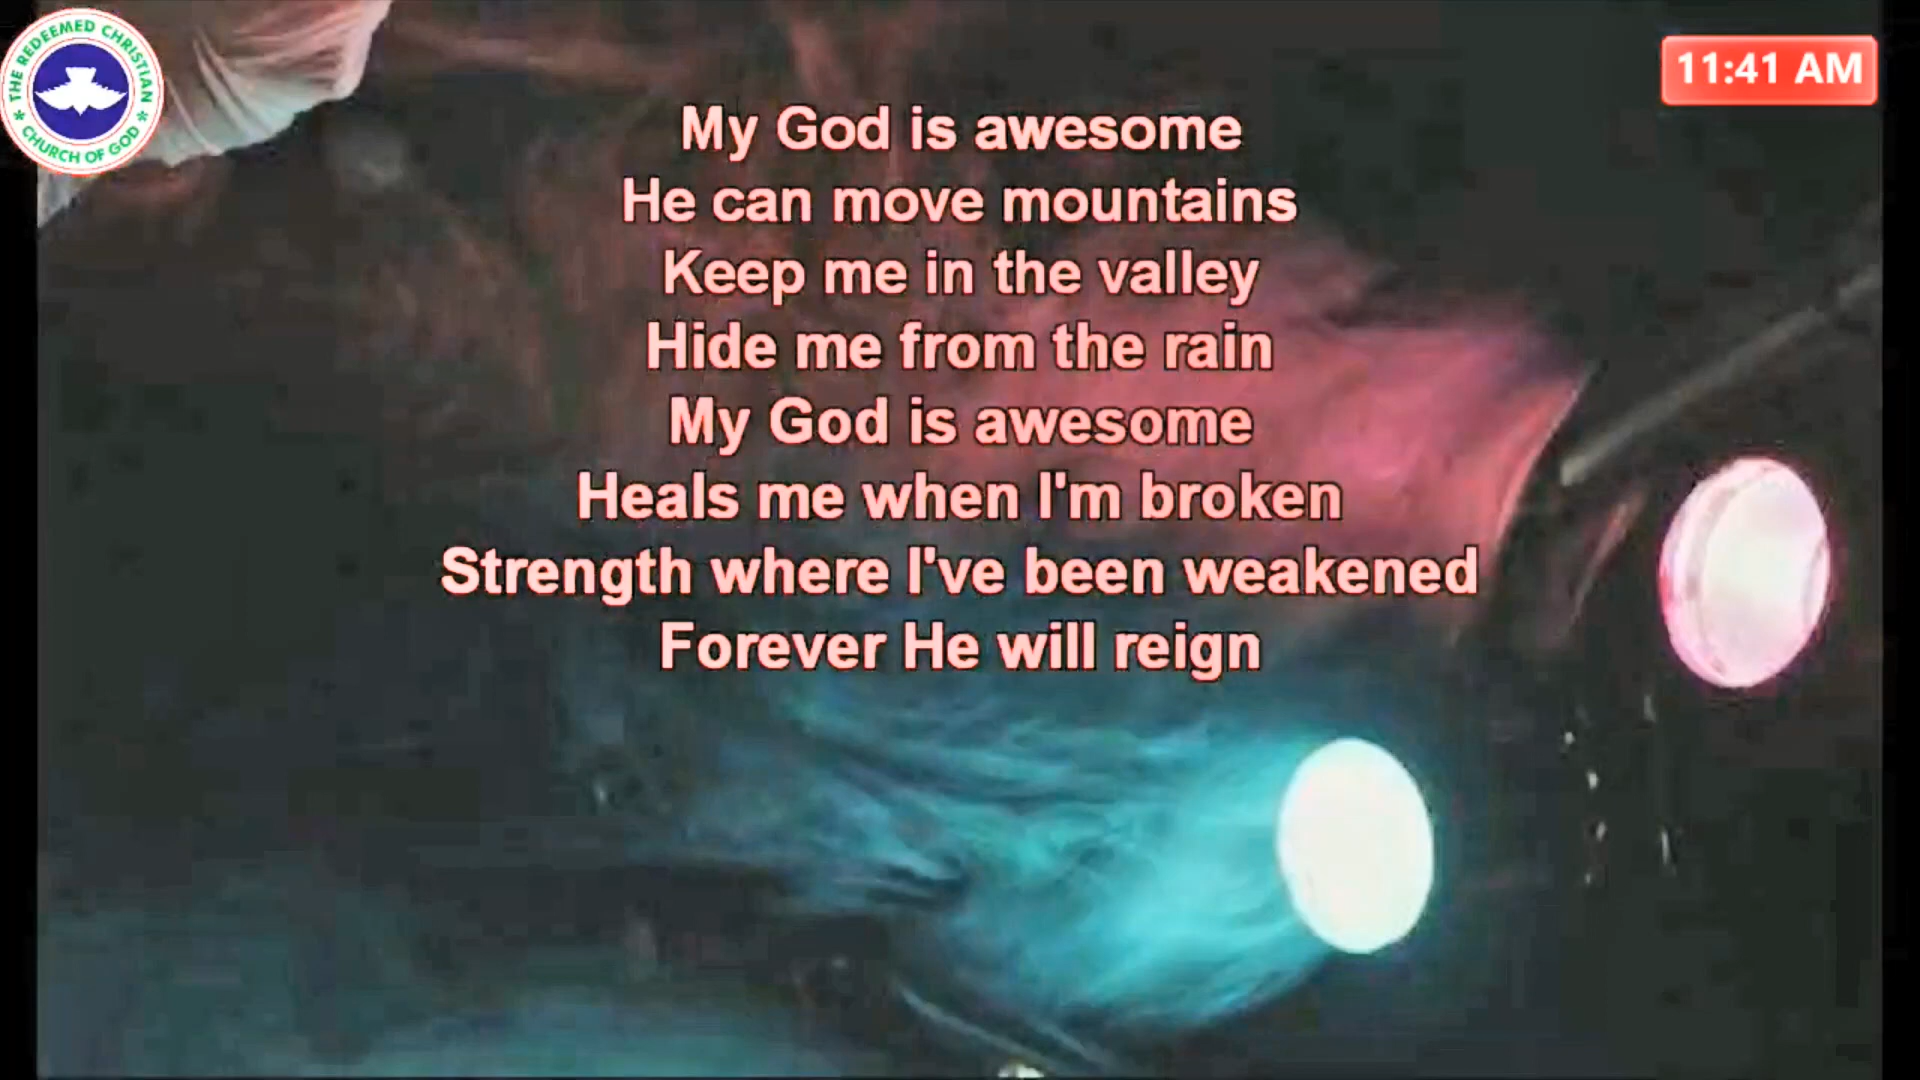 THE REDEEMED CHRISTIAN
CHURCH OF GOD
11:41 AM
My God is awesome
He can move mountains
Keep me in the valley
Hide me from the rain
My God is awesome
Heals me when I'm broken
Strength where I've been weakened
Forever He will reign